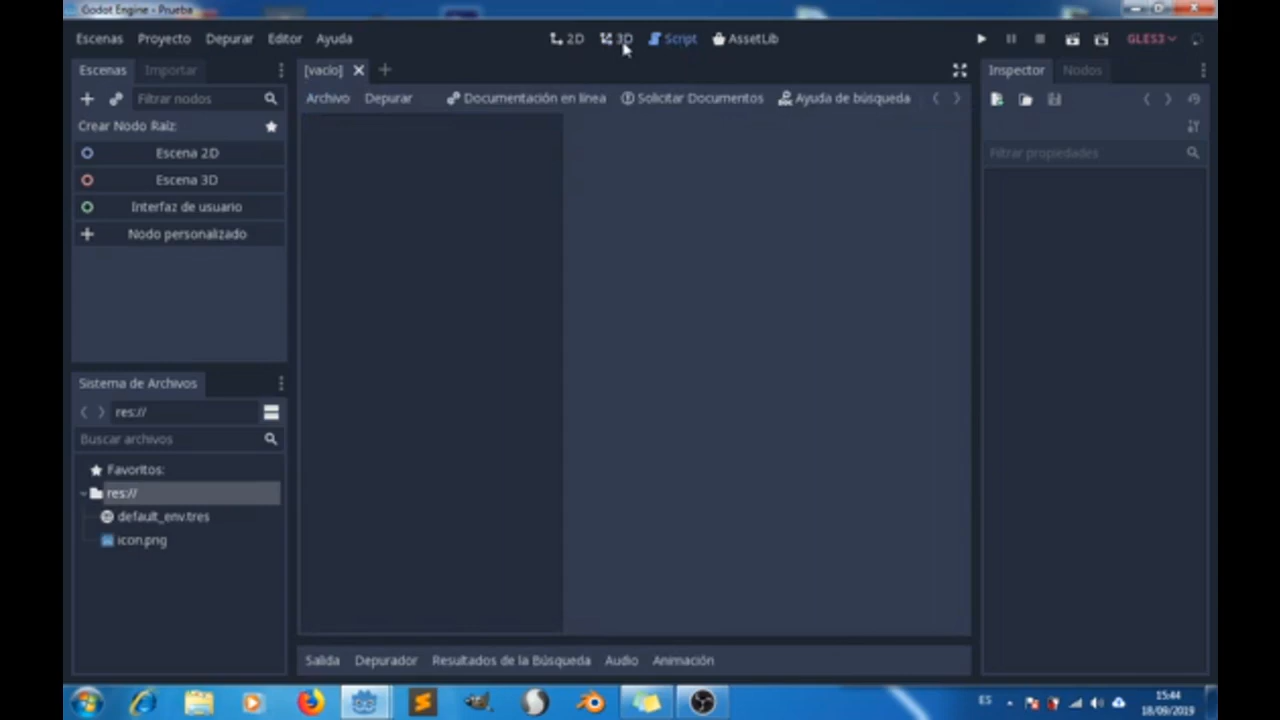 Godot Engine - Prueba
Escenas Proyecto Depurar Editor Ayuda
2D 3D Script AssetLib
GLES3
Escenas Importar
Filtrar nodos
Crear Nodo Raíz:
Escena 2D
Escena 3D
Interfaz de usuario
Nodo personalizado
Sistema de Archivos
res://
Buscar archivos
Favoritos:
res://
default_env.tres
icon.png
[vacío]
Archivo Depurar Documentación en línea Solicitar Documentos Ayuda de búsqueda
Salida Depurador Resultados de la Búsqueda Audio Animación
Inspector Nodos
Filtrar propiedades
ES
15:44
18/09/2019